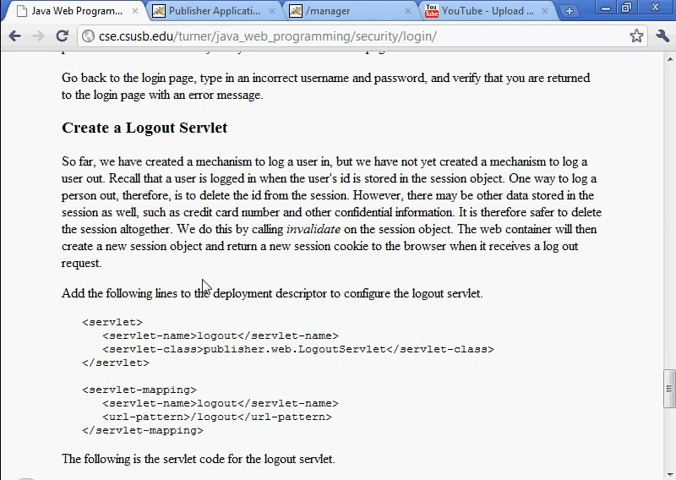 Java Web Program...
Publisher Applicati...
/manager
YouTube - Upload ...
cse.csusb.edu/turner/java_web_programming/security/login/
Go back to the login page, type in an incorrect username and password, and verify that you are returned
to the login page with an error message.
Create a Logout Servlet
So far, we have created a mechanism to log a user in, but we have not yet created a mechanism to log a
user out. Recall that a user is logged in when the user's id is stored in the session object. One way to log a
person out, therefore, is to delete the id from the session. However, there may be other data stored in the
session as well, such as credit card number and other confidential information. It is therefore safer to delete
the session altogether. We do this by calling invalidate on the session object. The web container will then
create a new session object and return a new session cookie to the browser when it receives a log out
request.
Add the following lines to the deployment descriptor to configure the logout servlet.
<servlet>
<servlet-name>logout</servlet-name>
<servlet-class>publisher.web.LogoutServlet</servlet-class>
</servlet>
<servlet-mapping>
<servlet-name>logout</servlet-name>
<url-pattern>/logout</url-pattern>
</servlet-mapping>
The following is the servlet code for the logout servlet.